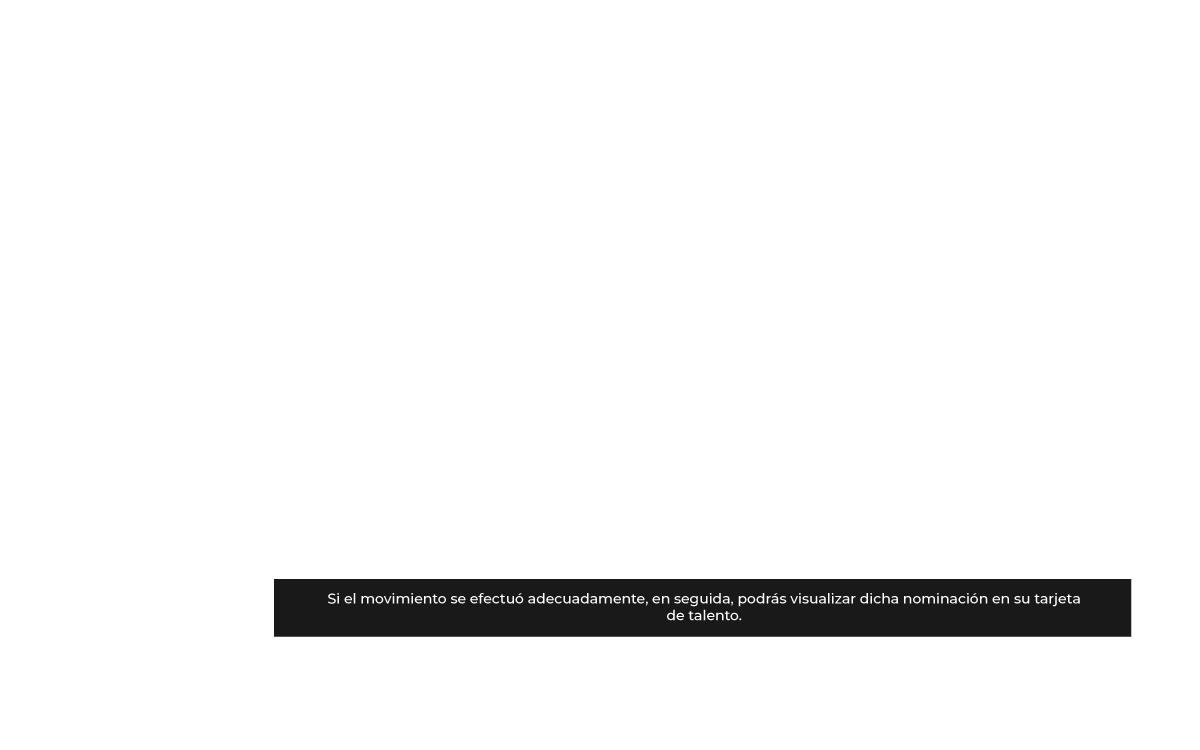 Si el movimiento se efectuó adecuadamente, en seguida, podrás visualizar dicha nominación en su tarjeta
de talento.